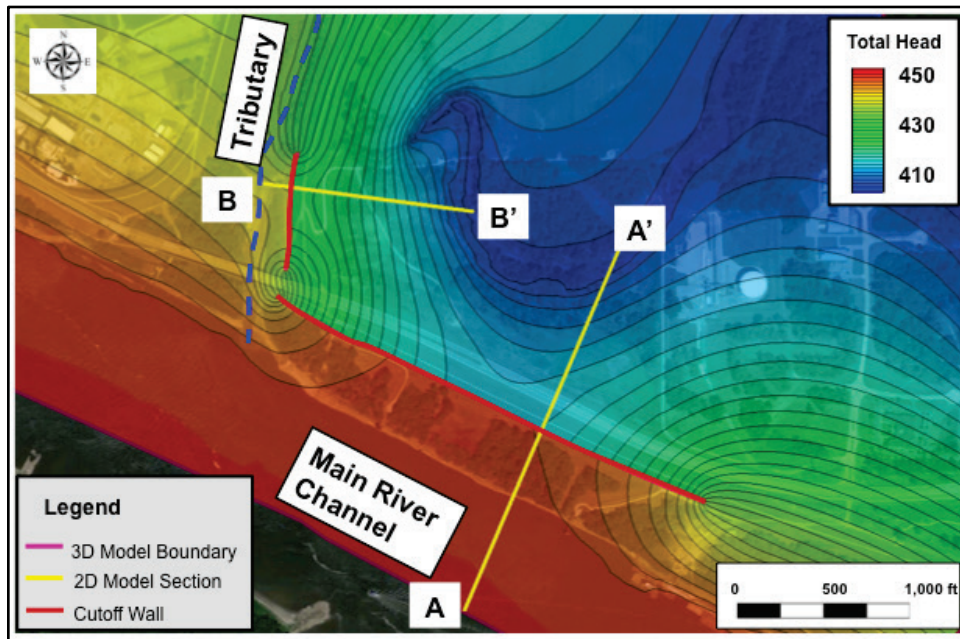 N
W E
S
Tributary
Total Head
450
430
410
B
B'
A'
Main River
Channel
A
Legend
3D Model Boundary
2D Model Section
Cutoff Wall
0 500 1,000 ft